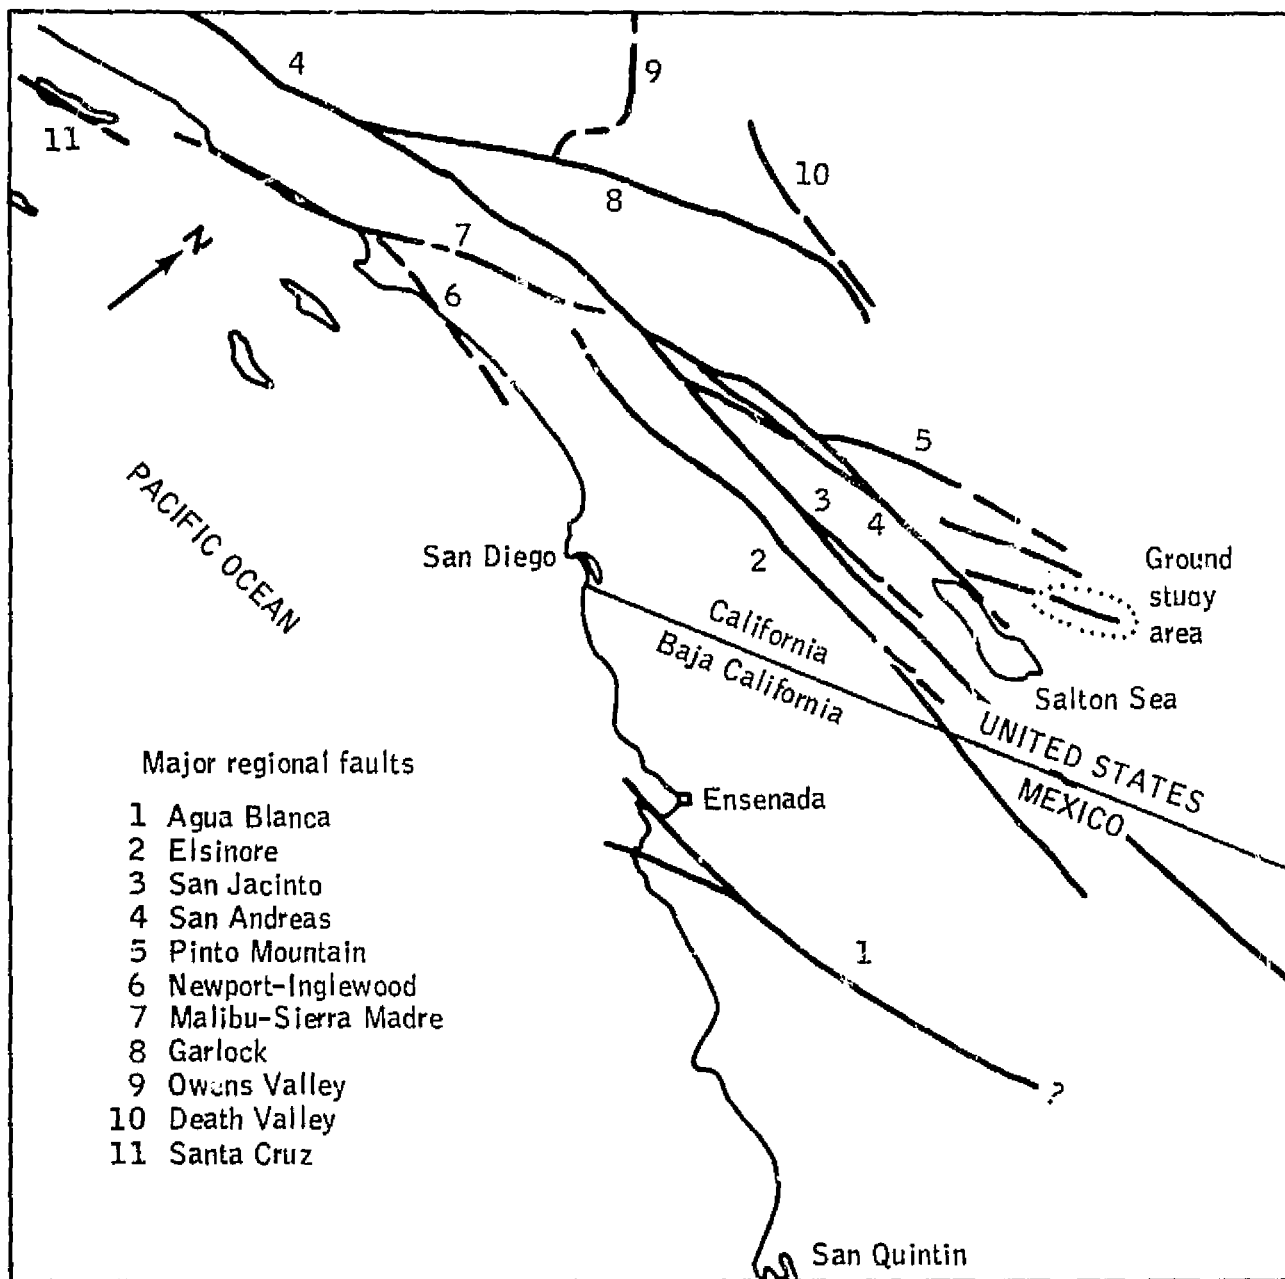 4
9
11
10
8
N
7
6
5
3
4
PACIFIC OCEAN
San Diego
2
Ground
study
area
California
Baja California
Salton Sea
UNITED STATES
MEXICO
Major regional faults
Ensenada
1 Agua Blanca
2 Elsinore
3 San Jacinto
4 San Andreas
5 Pinto Mountain
6 Newport-Inglewood
7 Malibu-Sierra Madre
8 Garlock
9 Owens Valley
10 Death Valley
11 Santa Cruz
1
?
San Quintin